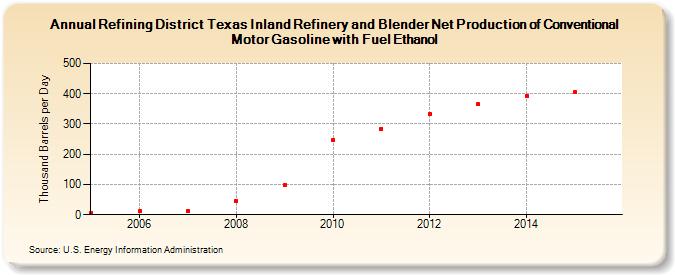 Annual Refining District Texas Inland Refinery and Blender Net Production of Conventional
Motor Gasoline with Fuel Ethanol
Thousand Barrels per Day
500
400
300
200
100
0
2006
2008
2010
2012
2014
Source: U.S. Energy Information Administration